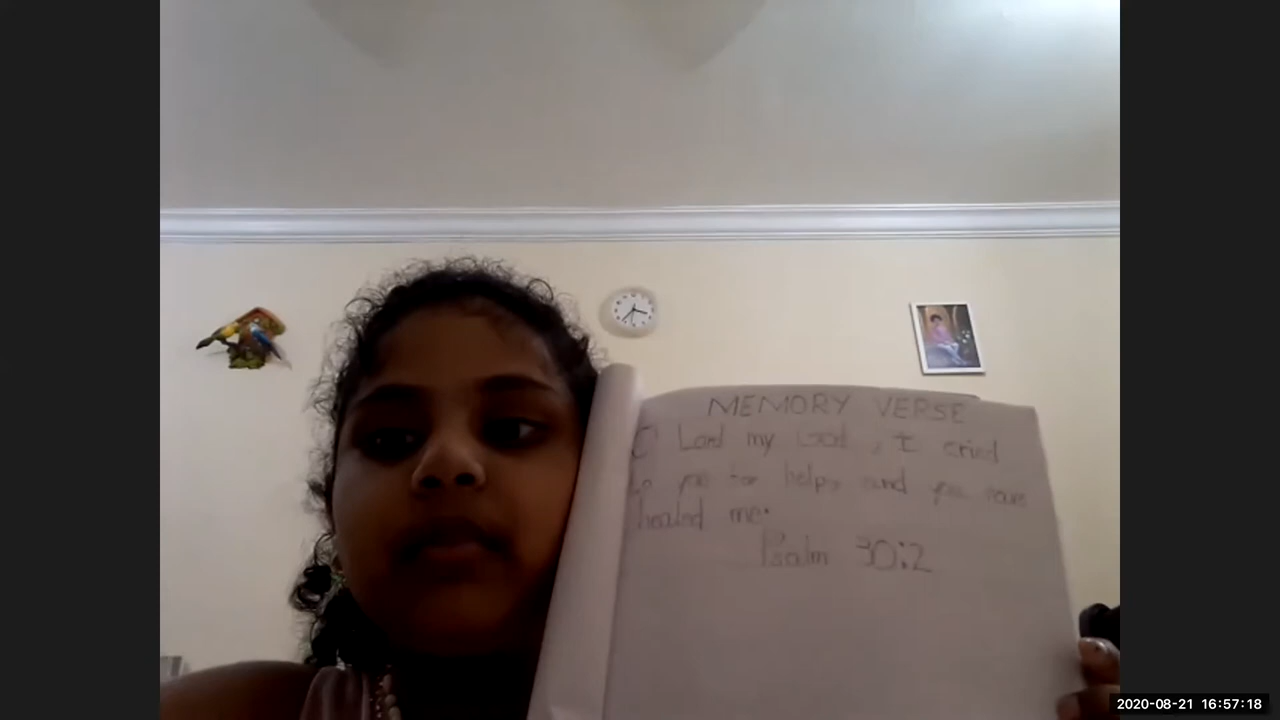 MEMORY VERSE
O Lord my God, I cried
to you for help, and you have
healed me.
Psalm 30:2
2020-08-21 16:57:18